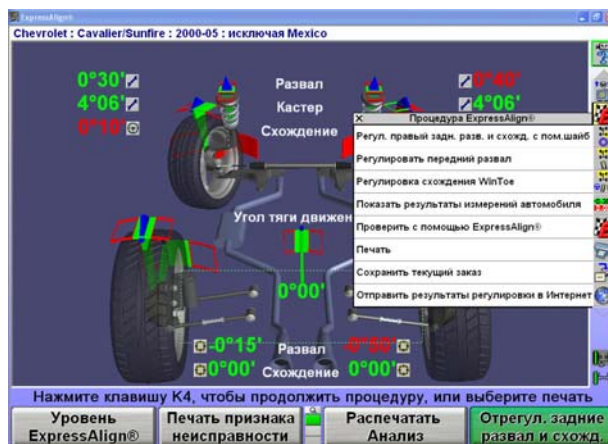 ExpressAlign®
Chevrolet : Cavalier/Sunfire : 2000-05 : исключая Mexico
0°30' Развал -0°40'
4°06' Кастер 4°06'
0°10' Схождение
X Процедура ExpressAlign®
Регул. правый задн. разв. и схожд. с пом.шайб
Регулировать передний развал
Регулировка схождения WinToe
Показать результаты измерений автомобиля
Проверить с помощью ExpressAlign®
Печать
Сохранить текущий заказ
Отправить результаты регулировки в Интернет
Угол тяги движен
0°00'
-0°15' Развал
0°00' Схождение 0°00'
Нажмите клавишу K4, чтобы продолжить процедуру, или выберите печать
Уровень ExpressAlign®
Печать признака неисправности
Распечатать Анализ
Отрегул. задние развал и схожд.